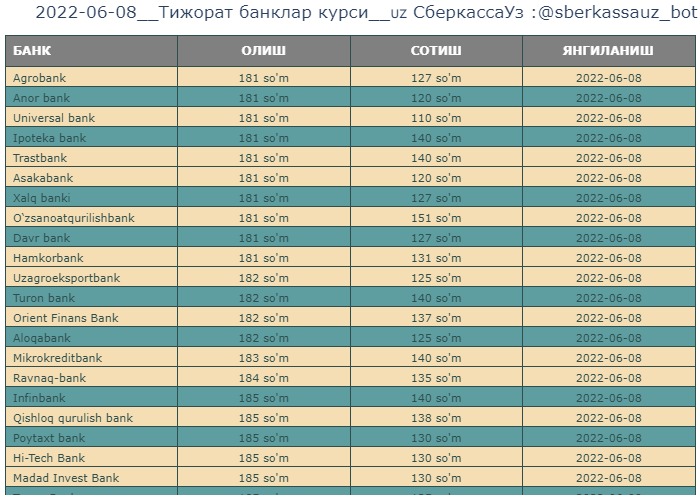 2022-06-08__Тижорат банклар курси__uz СберкассаУз :@sberkassauz_bot
БАНК ОЛИШ СОТИШ ЯНГИЛАНИШ
Agrobank 181 so'm 127 so'm 2022-06-08
Anor bank 181 so'm 120 so'm 2022-06-08
Universal bank 181 so'm 110 so'm 2022-06-08
Ipoteka bank 181 so'm 140 so'm 2022-06-08
Trastbank 181 so'm 140 so'm 2022-06-08
Asakabank 181 so'm 120 so'm 2022-06-08
Xalq banki 181 so'm 127 so'm 2022-06-08
O‘zsanoatqurilishbank 181 so'm 151 so'm 2022-06-08
Davr bank 181 so'm 127 so'm 2022-06-08
Hamkorbank 181 so'm 131 so'm 2022-06-08
Uzagroeksportbank 182 so'm 125 so'm 2022-06-08
Turon bank 182 so'm 140 so'm 2022-06-08
Orient Finans Bank 182 so'm 137 so'm 2022-06-08
Aloqabank 182 so'm 125 so'm 2022-06-08
Mikrokreditbank 183 so'm 140 so'm 2022-06-08
Ravnaq-bank 184 so'm 135 so'm 2022-06-08
Infinbank 185 so'm 140 so'm 2022-06-08
Qishloq qurulish bank 185 so'm 138 so'm 2022-06-08
Poytaxt bank 185 so'm 130 so'm 2022-06-08
Hi-Tech Bank 185 so'm 130 so'm 2022-06-08
Madad Invest Bank 185 so'm 130 so'm 2022-06-08